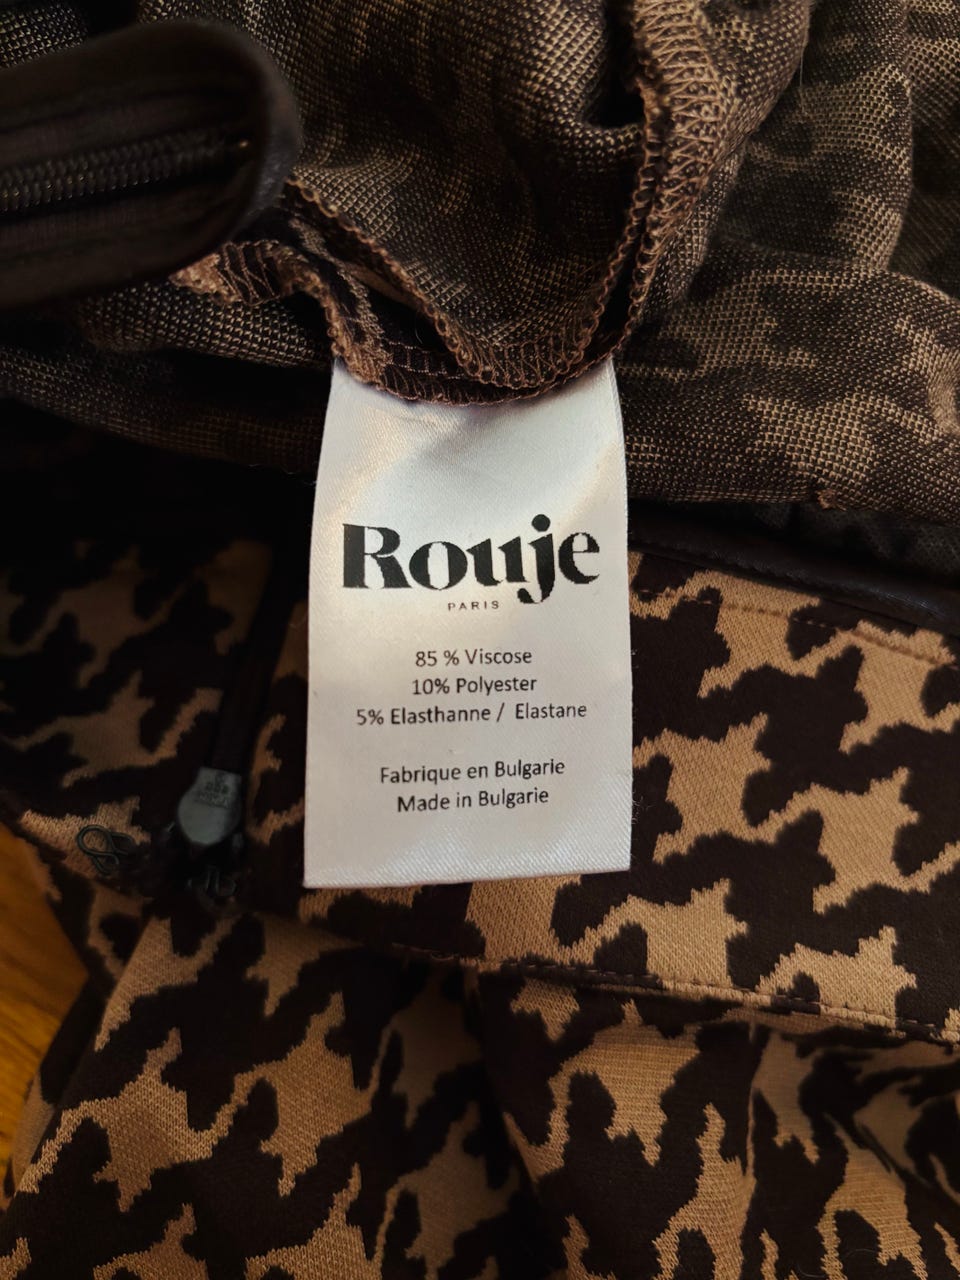 Rouje
PARIS
85 % Viscose
10% Polyester
5% Elasthanne / Elastane
Fabrique en Bulgarie
Made in Bulgarie